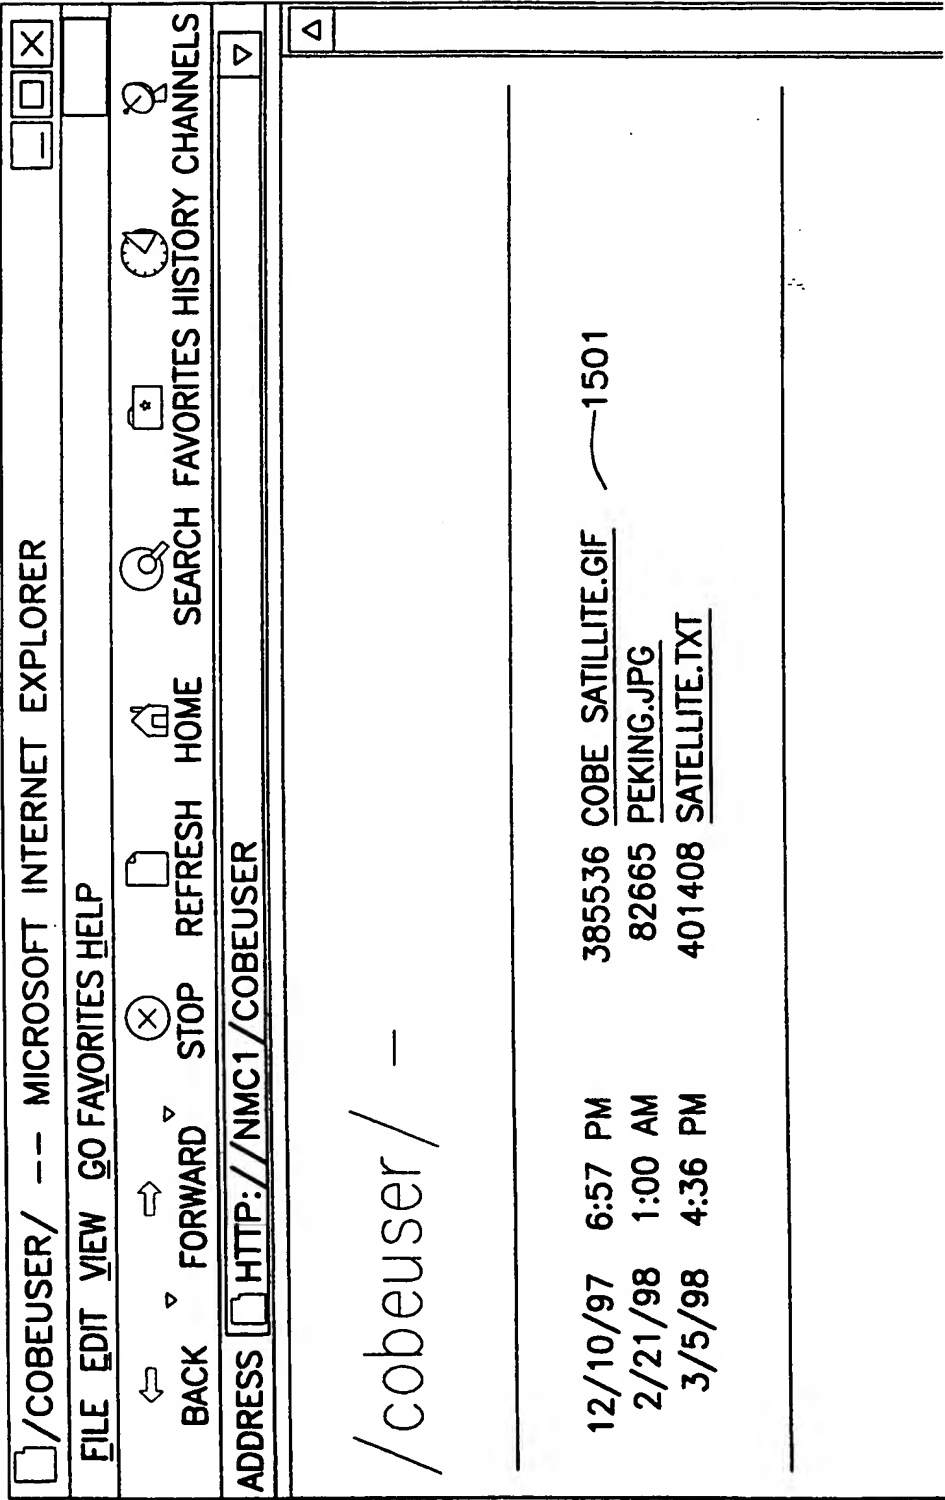 /COBEUSER/ -- MICROSOFT INTERNET EXPLORER
FILE EDIT VIEW GO FAVORITES HELP
BACK FORWARD STOP REFRESH HOME SEARCH FAVORITES HISTORY CHANNELS
ADDRESS HTTP://NMC1/COBEUSER
/cobeuser/ -
12/10/97 6:57 PM 385536 COBE SATILLITE.GIF 1501
2/21/98 1:00 AM 82665 PEKING.JPG
3/5/98 4:36 PM 401408 SATELLITE.TXT